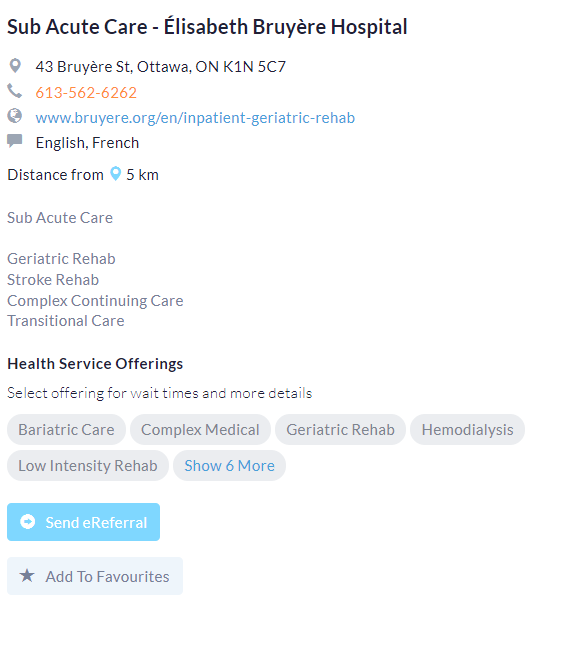 Sub Acute Care - Élisabeth Bruyère Hospital
43 Bruyère St, Ottawa, ON K1N 5C7
613-562-6262
www.bruyere.org/en/inpatient-geriatric-rehab
English, French
Distance from 5 km
Sub Acute Care
Geriatric Rehab
Stroke Rehab
Complex Continuing Care
Transitional Care
Health Service Offerings
Select offering for wait times and more details
Bariatric Care Complex Medical Geriatric Rehab Hemodialysis
Low Intensity Rehab Show 6 More
Send eReferral
Add To Favourites